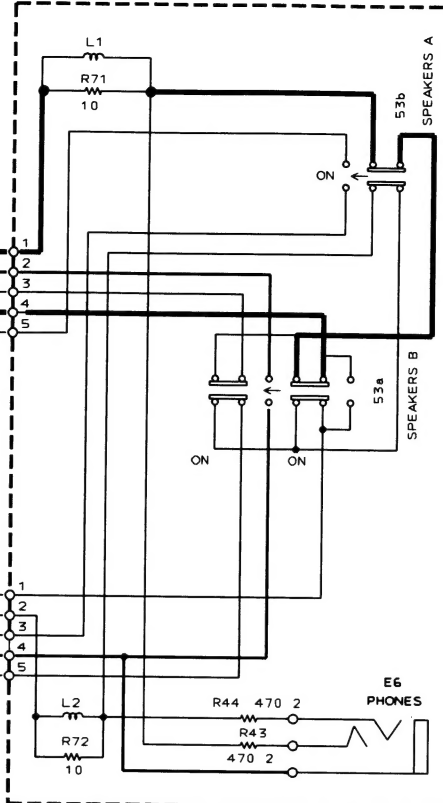 L1
R71
10
53b
SPEAKERS A
ON
1
2
3
4
5
53a
SPEAKERS B
ON
ON
1
2
3
4
5
L2
R72
10
R44 470 2
R43
470 2
E6
PHONES